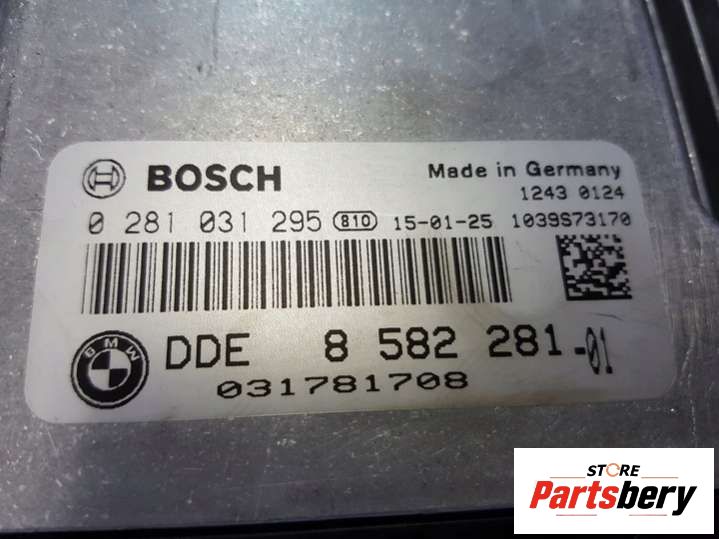 BOSCH
Made in Germany
1243 0124
0 281 031 295 810 15-01-25 1039S73170
BMW
DDE 8 582 281-01
031781708
STORE
Partsbery